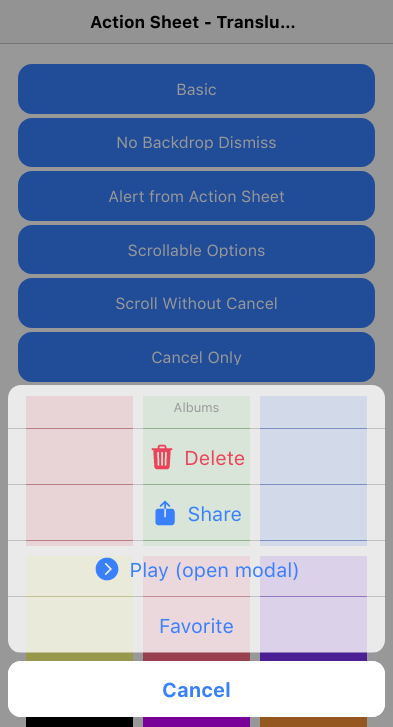 Action Sheet - Translu...
Basic
No Backdrop Dismiss
Alert from Action Sheet
Scrollable Options
Scroll Without Cancel
Cancel Only
Albums
Delete
Share
Play (open modal)
Favorite
Cancel